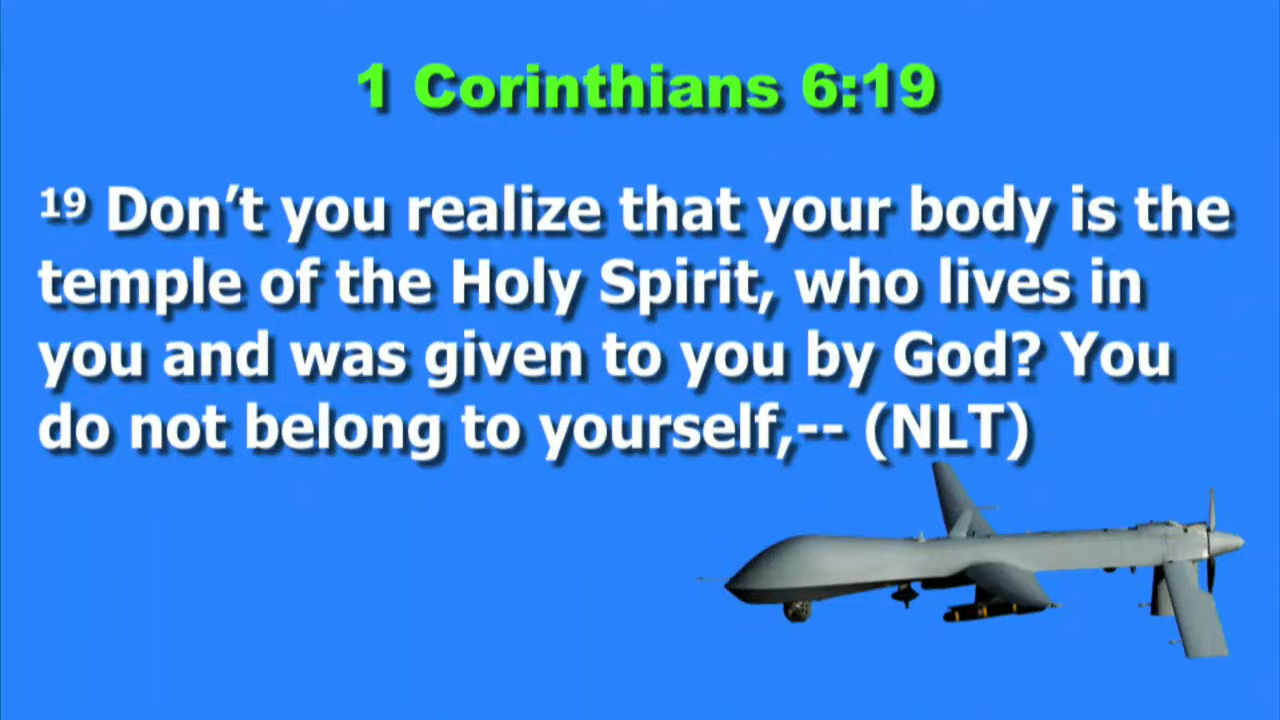 1 Corinthians 6:19
19 Don’t you realize that your body is the
temple of the Holy Spirit, who lives in
you and was given to you by God? You
do not belong to yourself,-- (NLT)